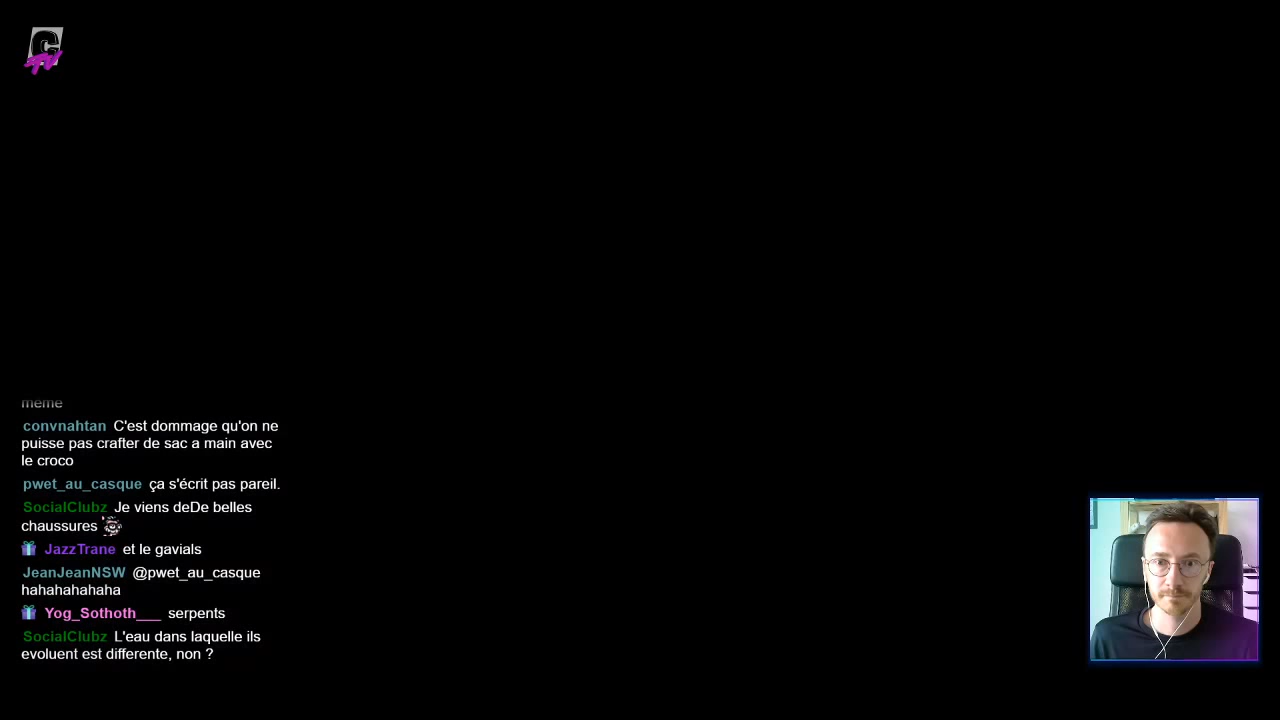 C
TV
même
convnahtan C'est dommage qu'on ne
puisse pas crafter de sac a main avec
le croco
pwet_au_casque ça s'écrit pas pareil.
SocialClubz Je viens deDe belles
chaussures
JazzTrane et le gavials
JeanJeanNSW @pwet_au_casque
hahahahahaha
Yog_Sothoth___ serpents
SocialClubz L'eau dans laquelle ils
evoluent est differente, non ?